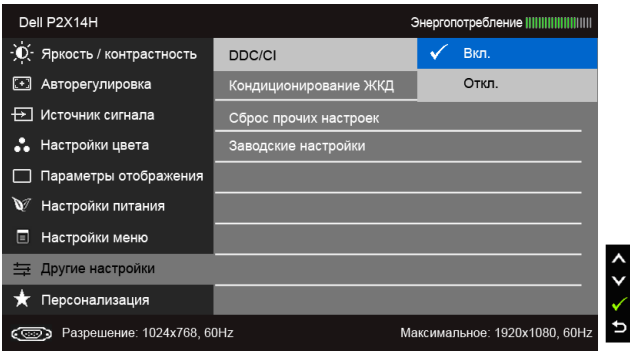 Dell P2X14H
Энергопотребление
Яркость / контрастность
DDC/CI
Вкл.
Авторегулировка
Кондиционирование ЖКД
Откл.
Источник сигнала
Сброс прочих настроек
Настройки цвета
Заводские настройки
Параметры отображения
Настройки питания
Настройки меню
Другие настройки
Персонализация
Разрешение: 1024x768, 60Hz
Максимальное: 1920x1080, 60Hz